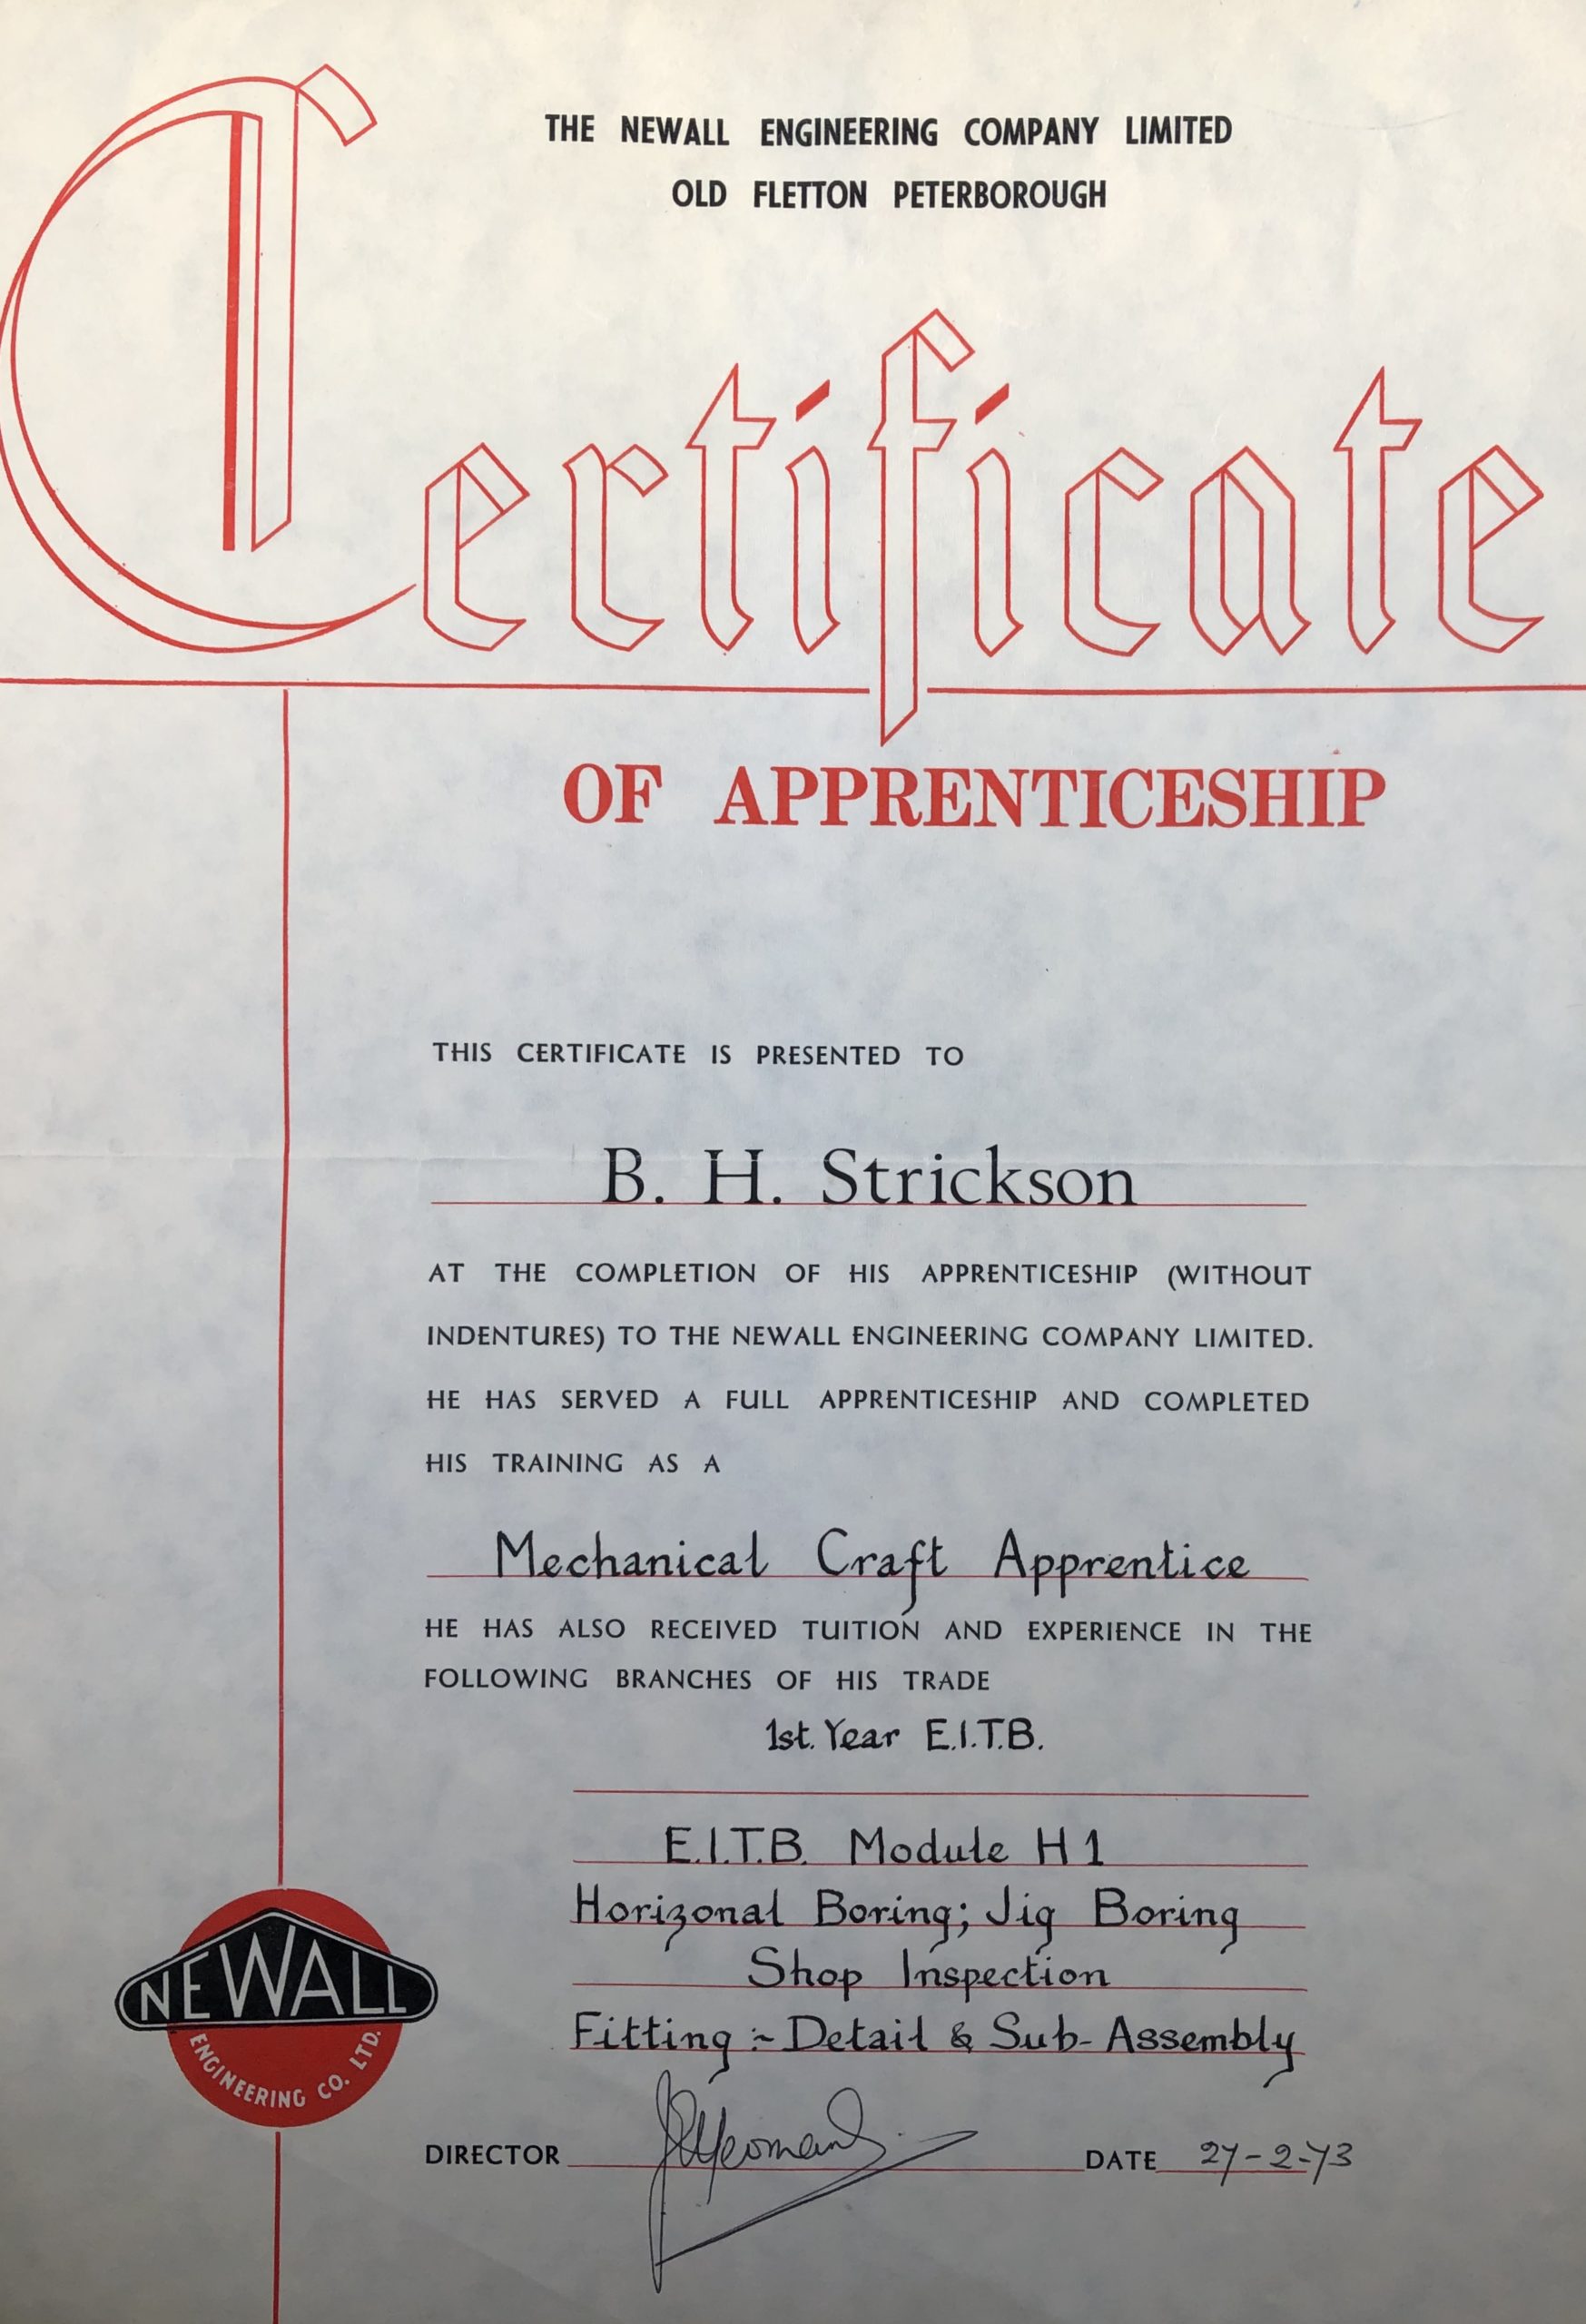 THE NEWALL ENGINEERING COMPANY LIMITED
OLD FLETTON PETERBOROUGH
Certificate
OF APPRENTICESHIP
THIS CERTIFICATE IS PRESENTED TO
B. H. Strickson
AT THE COMPLETION OF HIS APPRENTICESHIP (WITHOUT
INDENTURES) TO THE NEWALL ENGINEERING COMPANY LIMITED.
HE HAS SERVED A FULL APPRENTICESHIP AND COMPLETED
HIS TRAINING AS A
Mechanical Craft Apprentice
HE HAS ALSO RECEIVED TUITION AND EXPERIENCE IN THE
FOLLOWING BRANCHES OF HIS TRADE
1st. Year E.I.T.B.
E.I.T.B. Module H1
Horizonal Boring; Jig Boring
Shop Inspection
Fitting :~ Detail & Sub-Assembly
NEWALL
ENGINEERING CO. LTD.
DIRECTOR DATE 27-2-73